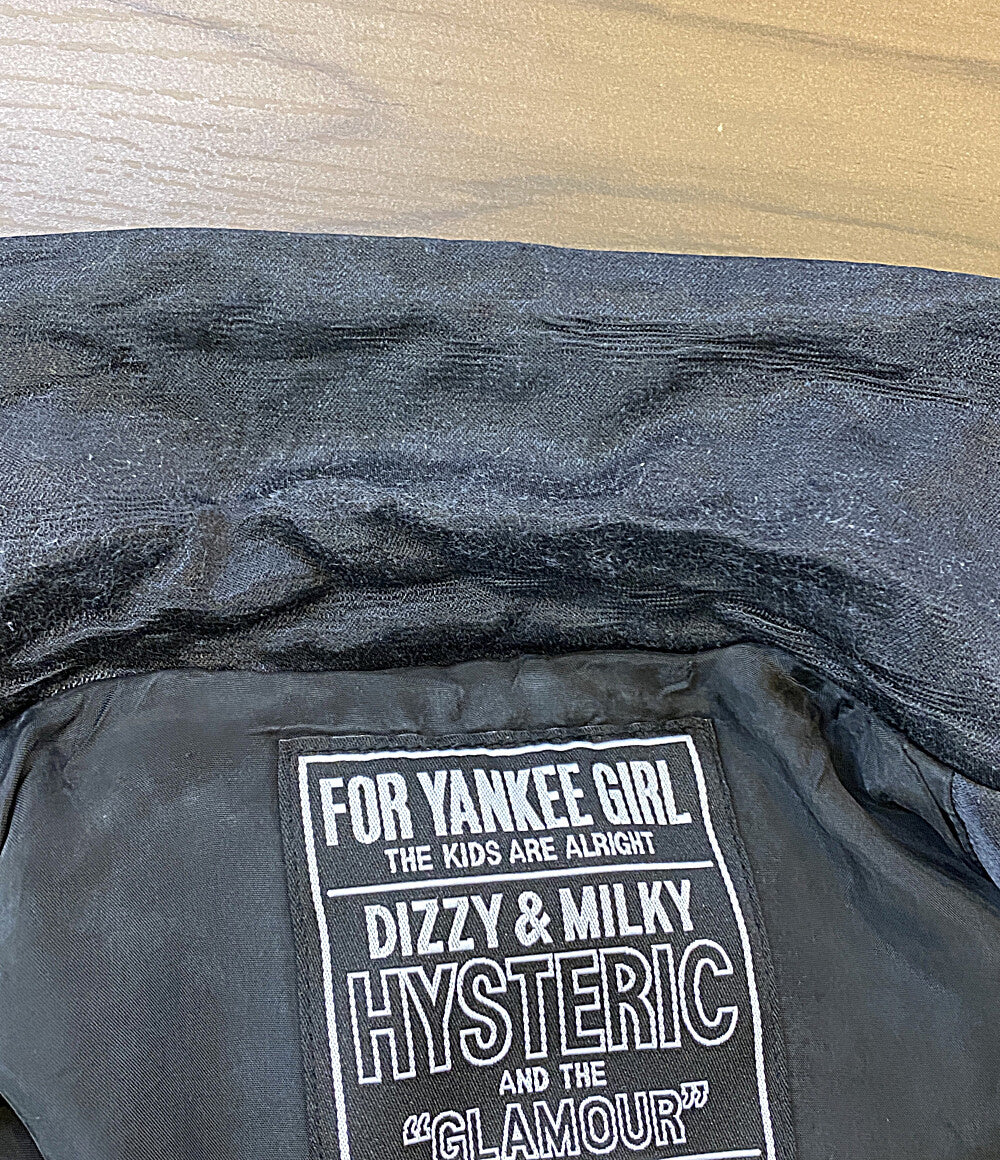 FOR YANKEE GIRL
THE KIDS ARE ALRIGHT
DIZZY & MILKY
HYSTERIC
AND THE
"GLAMOUR"